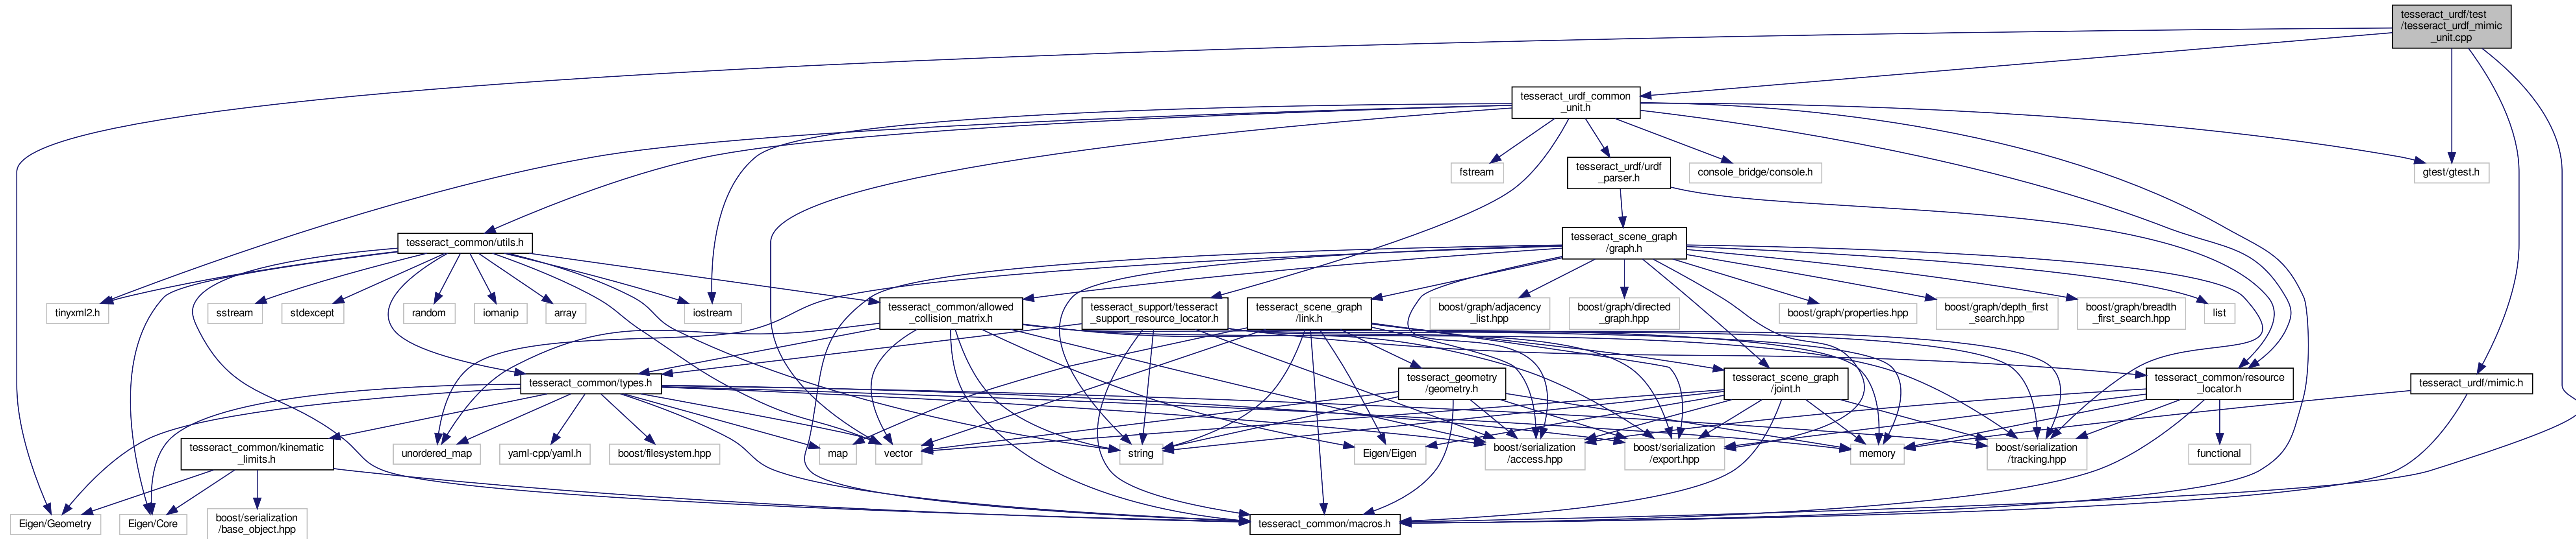 tesseract_urdf/test
/tesseract_urdf_mimic
_unit.cpp
tesseract_urdf_common
_unit.h
fstream
tesseract_urdf/urdf
_parser.h
console_bridge/console.h
gtest/gtest.h
tesseract_common/utils.h
tesseract_scene_graph
/graph.h
tinyxml2.h
sstream
stdexcept
random
iomanip
array
iostream
tesseract_common/allowed
_collision_matrix.h
tesseract_support/tesseract
_support_resource_locator.h
tesseract_scene_graph
/link.h
boost/graph/adjacency
_list.hpp
boost/graph/directed
_graph.hpp
boost/graph/properties.hpp
boost/graph/depth_first
_search.hpp
boost/graph/breadth
_first_search.hpp
list
tesseract_common/types.h
tesseract_geometry
/geometry.h
tesseract_scene_graph
/joint.h
tesseract_common/resource
_locator.h
tesseract_urdf/mimic.h
tesseract_common/kinematic
_limits.h
unordered_map
yaml-cpp/yaml.h
boost/filesystem.hpp
map
vector
string
Eigen/Eigen
boost/serialization
/access.hpp
boost/serialization
/export.hpp
memory
boost/serialization
/tracking.hpp
functional
Eigen/Geometry
Eigen/Core
boost/serialization
/base_object.hpp
tesseract_common/macros.h